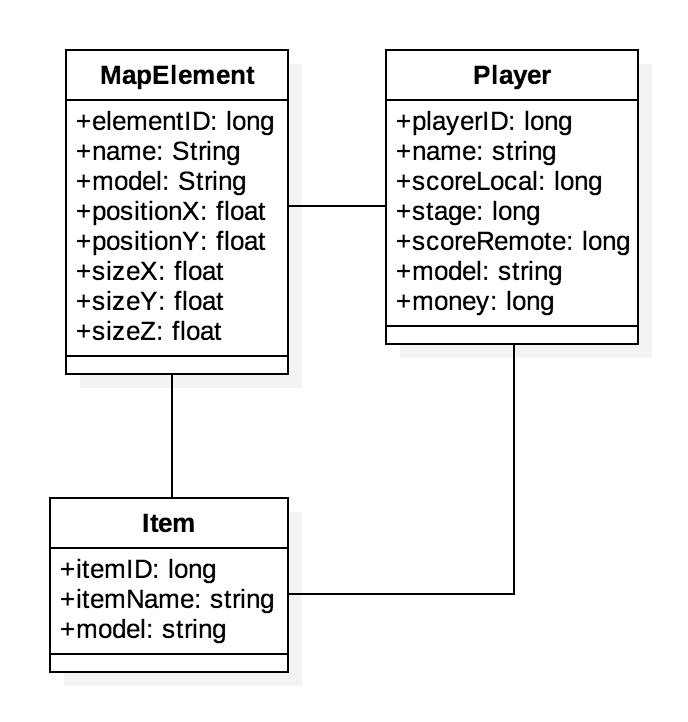 MapElement
+elementID: long
+name: String
+model: String
+positionX: float
+positionY: float
+sizeX: float
+sizeY: float
+sizeZ: float
Player
+playerID: long
+name: string
+scoreLocal: long
+stage: long
+scoreRemote: long
+model: string
+money: long
Item
+itemID: long
+itemName: string
+model: string